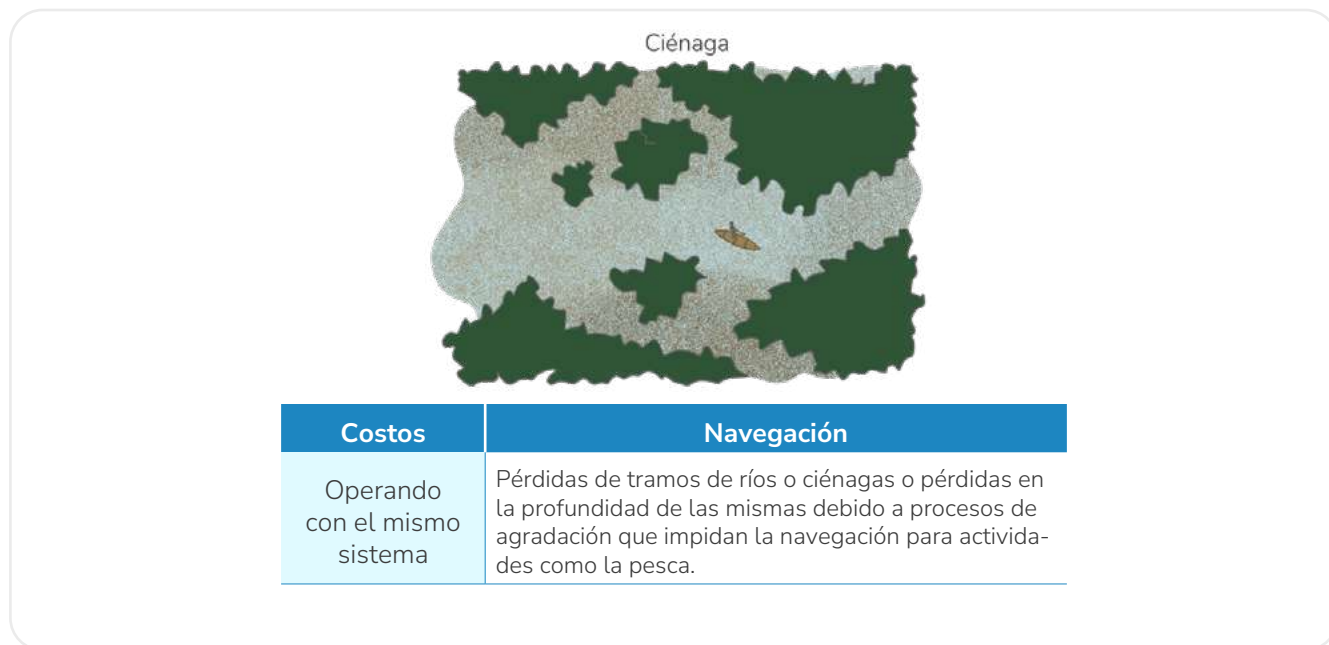 Ciénaga
Costos
Navegación
Operando
con el mismo
sistema
Pérdidas de tramos de ríos o ciénagas o pérdidas en
la profundidad de las mismas debido a procesos de
agradación que impidan la navegación para activida-
des como la pesca.